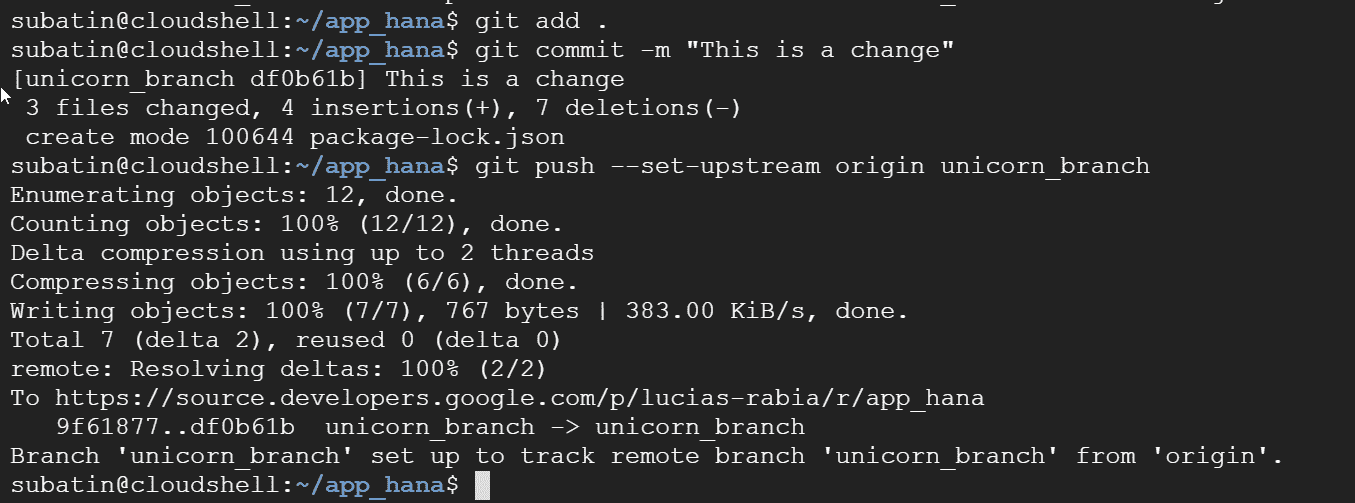 subatin@cloudshell:~/app_hana$ git add .
subatin@cloudshell:~/app_hana$ git commit -m "This is a change"
[unicorn_branch df0b61b] This is a change
 3 files changed, 4 insertions(+), 7 deletions(-)
 create mode 100644 package-lock.json
subatin@cloudshell:~/app_hana$ git push --set-upstream origin unicorn_branch
Enumerating objects: 12, done.
Counting objects: 100% (12/12), done.
Delta compression using up to 2 threads
Compressing objects: 100% (6/6), done.
Writing objects: 100% (7/7), 767 bytes | 383.00 KiB/s, done.
Total 7 (delta 2), reused 0 (delta 0)
remote: Resolving deltas: 100% (2/2)
To https://source.developers.google.com/p/lucias-rabia/r/app_hana
   9f61877..df0b61b  unicorn_branch -> unicorn_branch
Branch 'unicorn_branch' set up to track remote branch 'unicorn_branch' from 'origin'.
subatin@cloudshell:~/app_hana$